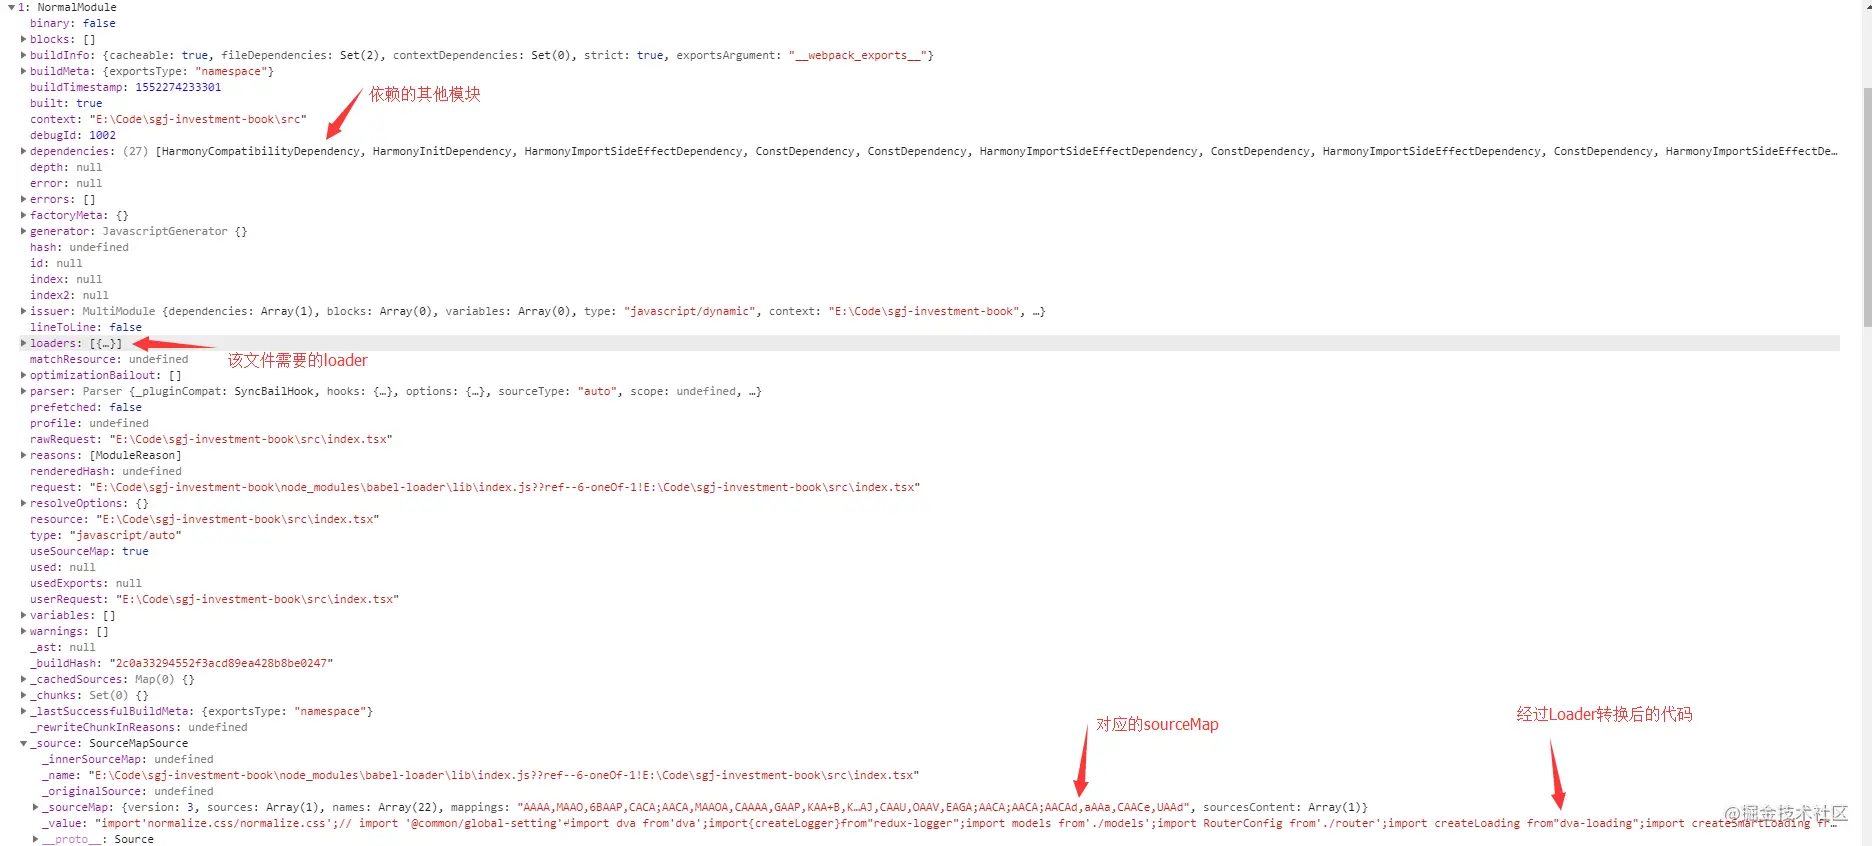 ▼1: NormalModule
binary: false
▶blocks: []
▶buildInfo: {cacheable: true, fileDependencies: Set(2), contextDependencies: Set(0), strict: true, exportsArgument: "__webpack_exports__"}
▶buildMeta: {exportsType: "namespace"}
buildTimestamp: 1552274233301
依赖的其他模块
built: true
context: "E:\Code\sgj-investment-book\src"
debugId: 1002
▶dependencies: (27) [HarmonyCompatibilityDependency, HarmonyInitDependency, HarmonyImportSideEffectDependency, ConstDependency, ConstDependency, HarmonyImportSideEffectDependency, ConstDependency, HarmonyImportSideEffectDependency, ConstDependency, HarmonyImportSideEffectDe…
depth: null
error: null
▶errors: []
▶factoryMeta: {}
▶generator: JavascriptGenerator {}
hash: undefined
id: null
index: null
index2: null
▶issuer: MultiModule {dependencies: Array(1), blocks: Array(0), variables: Array(0), type: "javascript/dynamic", context: "E:\Code\sgj-investment-book", …}
lineToLine: false
▶loaders: [{…}]
该文件需要的loader
matchResource: undefined
▶optimizationBailout: []
▶parser: Parser {_pluginCompat: SyncBailHook, hooks: {…}, options: {…}, sourceType: "auto", scope: undefined, …}
prefetched: false
profile: undefined
rawRequest: "E:\Code\sgj-investment-book\src\index.tsx"
▶reasons: [ModuleReason]
renderedHash: undefined
request: "E:\Code\sgj-investment-book\node_modules\babel-loader\lib\index.js??ref--6-oneOf-1!E:\Code\sgj-investment-book\src\index.tsx"
▶resolveOptions: {}
resource: "E:\Code\sgj-investment-book\src\index.tsx"
type: "javascript/auto"
useSourceMap: true
used: null
usedExports: null
userRequest: "E:\Code\sgj-investment-book\src\index.tsx"
▶variables: []
▶warnings: []
_ast: null
_buildHash: "2c0a33294552f3acd89ea428b8be0247"
▶_cachedSources: Map(0) {}
▶_chunks: Set(0) {}
▶_lastSuccessfulBuildMeta: {exportsType: "namespace"}
对应的sourceMap
经过Loader转换后的代码
_rewriteChunkInReasons: undefined
▼_source: SourceMapSource
_innerSourceMap: undefined
_name: "E:\Code\sgj-investment-book\node_modules\babel-loader\lib\index.js??ref--6-oneOf-1!E:\Code\sgj-investment-book\src\index.tsx"
_originalSource: undefined
▶_sourceMap: {version: 3, sources: Array(1), names: Array(22), mappings: "AAAA,MAAO,6BAAP,CACA;AACA,MAAOA,CAAAA,GAAP,KAA+B,K…AJ,CAAU,OAAV,EAGA;AACA;AACA;AACAd,aAAa,CAACe,UAAd", sourcesContent: Array(1)}
_value: "import'normalize.css/normalize.css';// import '@common/global-setting'↵import dva from'dva';import{createLogger}from"redux-logger";import models from'./models';import RouterConfig from'./router';import createLoading from"dva-loading";import createSmartLoading fr…
▶__proto__: Source
@掘金技术社区